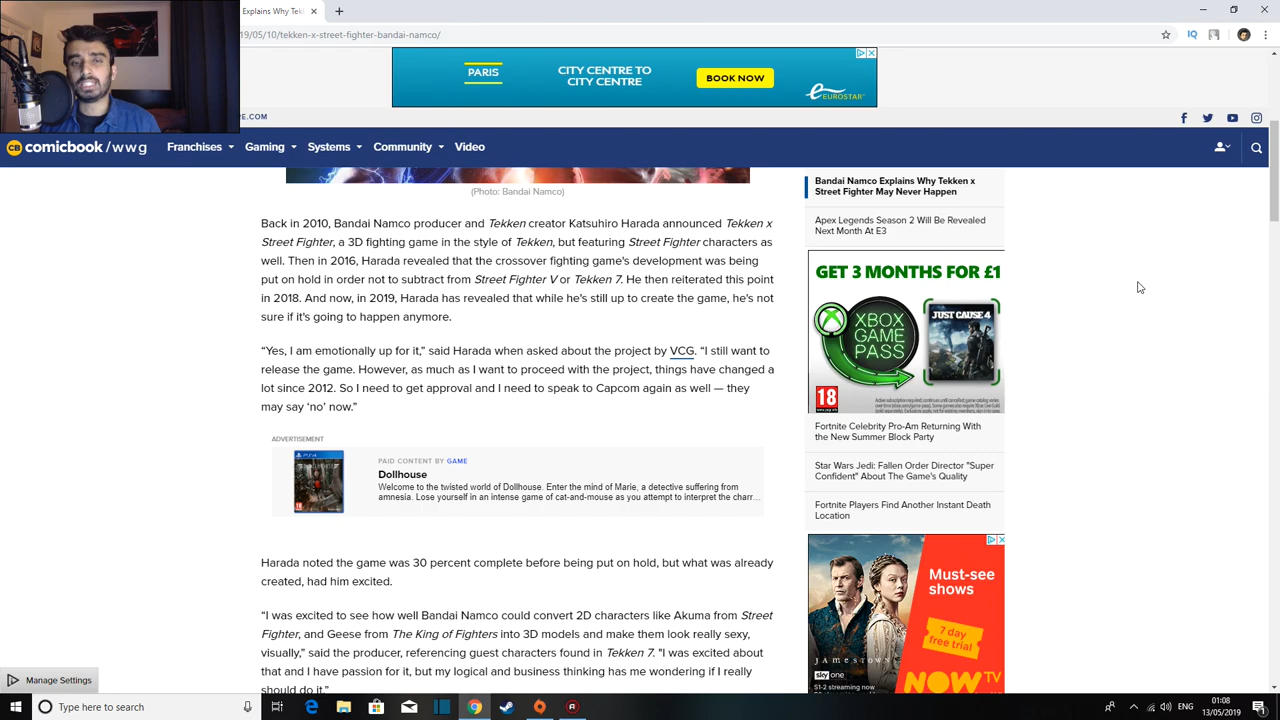 Explains Why Tek
19/05/10/tekken-x-street-fighter-bandai-namco/
IQ
PARIS
CITY CENTRE TO
CITY CENTRE
BOOK NOW
EUROSTAR
RE.COM
CB comicbook/wwg
Franchises
Gaming
Systems
Community
Video
(Photo: Bandai Namco)
Back in 2010, Bandai Namco producer and Tekken creator Katsuhiro Harada announced Tekken x
Street Fighter, a 3D fighting game in the style of Tekken, but featuring Street Fighter characters as
well. Then in 2016, Harada revealed that the crossover fighting game's development was being
put on hold in order not to subtract from Street Fighter V or Tekken 7. He then reiterated this point
in 2018. And now, in 2019, Harada has revealed that while he's still up to create the game, he's not
sure if it's going to happen anymore.
“Yes, I am emotionally up for it,” said Harada when asked about the project by VCG. “I still want to
release the game. However, as much as I want to proceed with the project, things have changed a
lot since 2012. So I need to get approval and I need to speak to Capcom again as well — they
may say ‘no’ now.”
ADVERTISEMENT
PS4
PAID CONTENT BY GAME
Dollhouse
Welcome to the twisted world of Dollhouse. Enter the mind of Marie, a detective suffering from
amnesia. Lose yourself in an intense game of cat-and-mouse as you attempt to interpret the charr...
Harada noted the game was 30 percent complete before being put on hold, but what was already
created, had him excited.
“I was excited to see how well Bandai Namco could convert 2D characters like Akuma from Street
Fighter, and Geese from The King of Fighters into 3D models and make them look really sexy,
visually,” said the producer, referencing guest characters found in Tekken 7. "I was excited about
that and I have passion for it, but my logical and business thinking has me wondering if I really
should do it.”
Bandai Namco Explains Why Tekken x
Street Fighter May Never Happen
Apex Legends Season 2 Will Be Revealed
Next Month At E3
GET 3 MONTHS FOR £1
XBOX
GAME
PASS
JUST CAUSE 4
18
Fortnite Celebrity Pro-Am Returning With
the New Summer Block Party
Star Wars Jedi: Fallen Order Director "Super
Confident" About The Game's Quality
Fortnite Players Find Another Instant Death
Location
Must-see
shows
7 day
free trial
JAMESTOWN
sky one
S1-2 streaming now
NOW TV
Manage Settings
Type here to search
ENG
01:08
13/05/2019